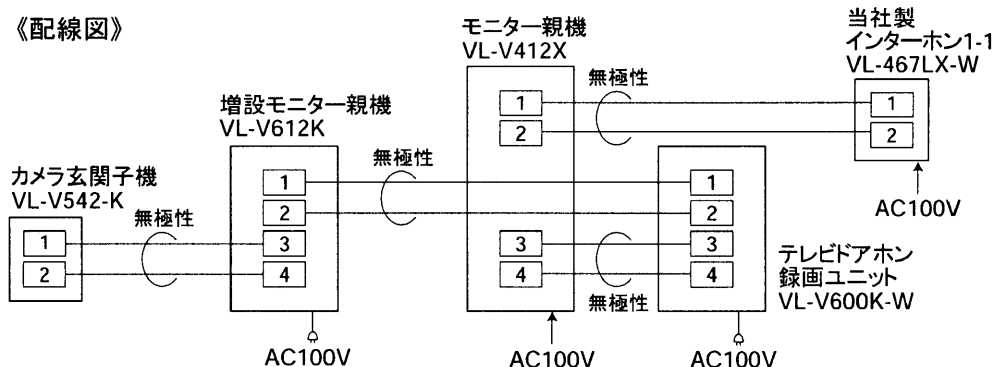 《配線図》
モニター親機
VL-V412X
当社製
インターホン1-1
VL-467LX-W
増設モニター親機
VL-V612K
カメラ玄関子機
VL-V542-K
無極性
無極性
無極性
無極性
1
2
1
2
3
4
1
2
3
4
1
2
3
4
1
2
テレビドアホン
録画ユニット
VL-V600K-W
AC100V
AC100V
AC100V
AC100V